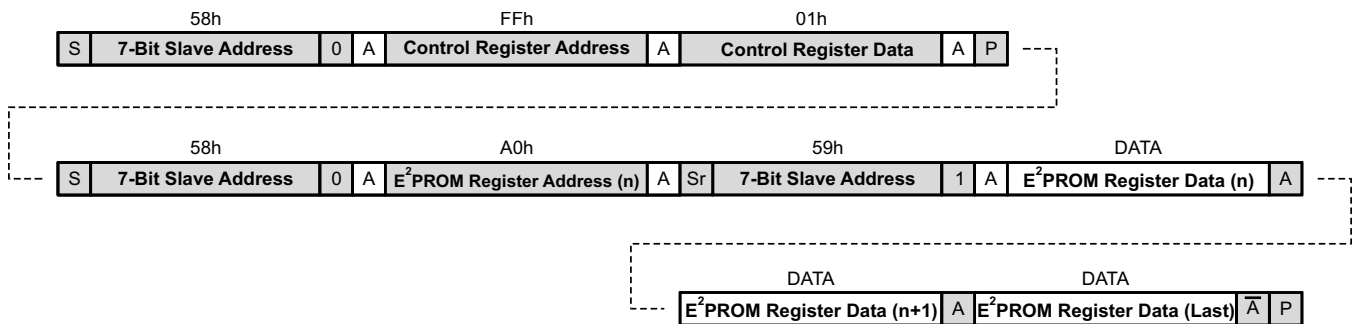 58h FFh 01h
S 7-Bit Slave Address 0 A Control Register Address A Control Register Data A P
58h A0h 59h DATA
S 7-Bit Slave Address 0 A E²PROM Register Address (n) A Sr 7-Bit Slave Address 1 A E²PROM Register Data (n) A
DATA DATA
E²PROM Register Data (n+1) A E²PROM Register Data (Last) A̅ P